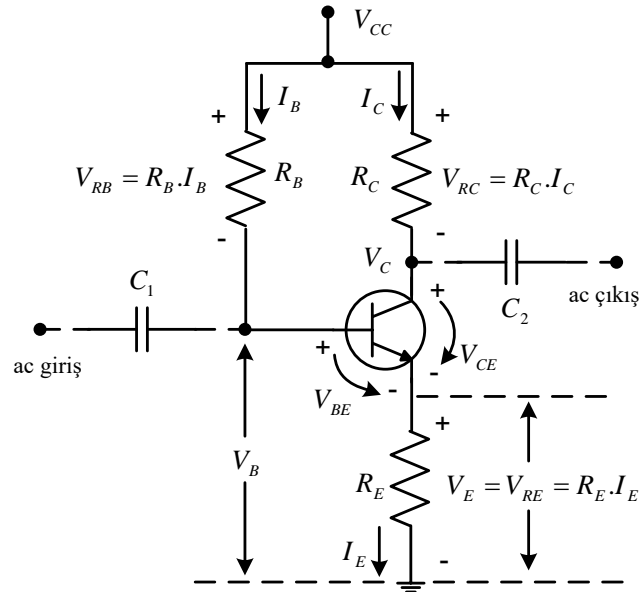 V_CC
I_B
I_C
+
+
V_RB = R_B.I_B
R_B
R_C
V_RC = R_C.I_C
-
-
V_C
+
C_1
C_2
ac çıkış
ac giriş
+
-
-
V_CE
V_BE
+
V_B
R_E
V_E = V_RE = R_E.I_E
I_E
-